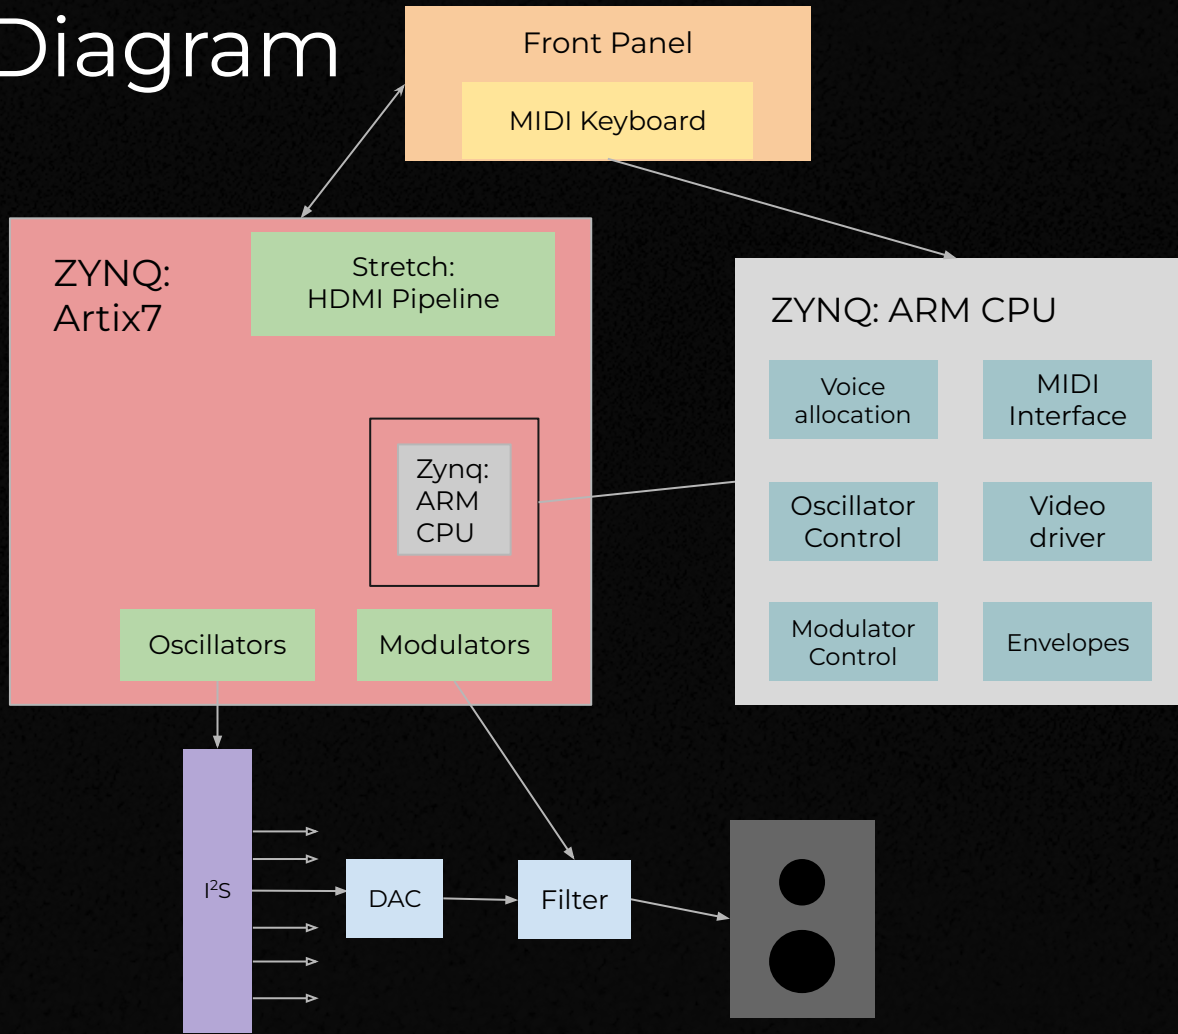 Diagram
Front Panel
MIDI Keyboard
ZYNQ:
Artix7
Stretch:
HDMI Pipeline
Zynq:
ARM
CPU
Oscillators
Modulators
ZYNQ: ARM CPU
Voice
allocation
MIDI
Interface
Oscillator
Control
Video
driver
Modulator
Control
Envelopes
I²S
DAC
Filter